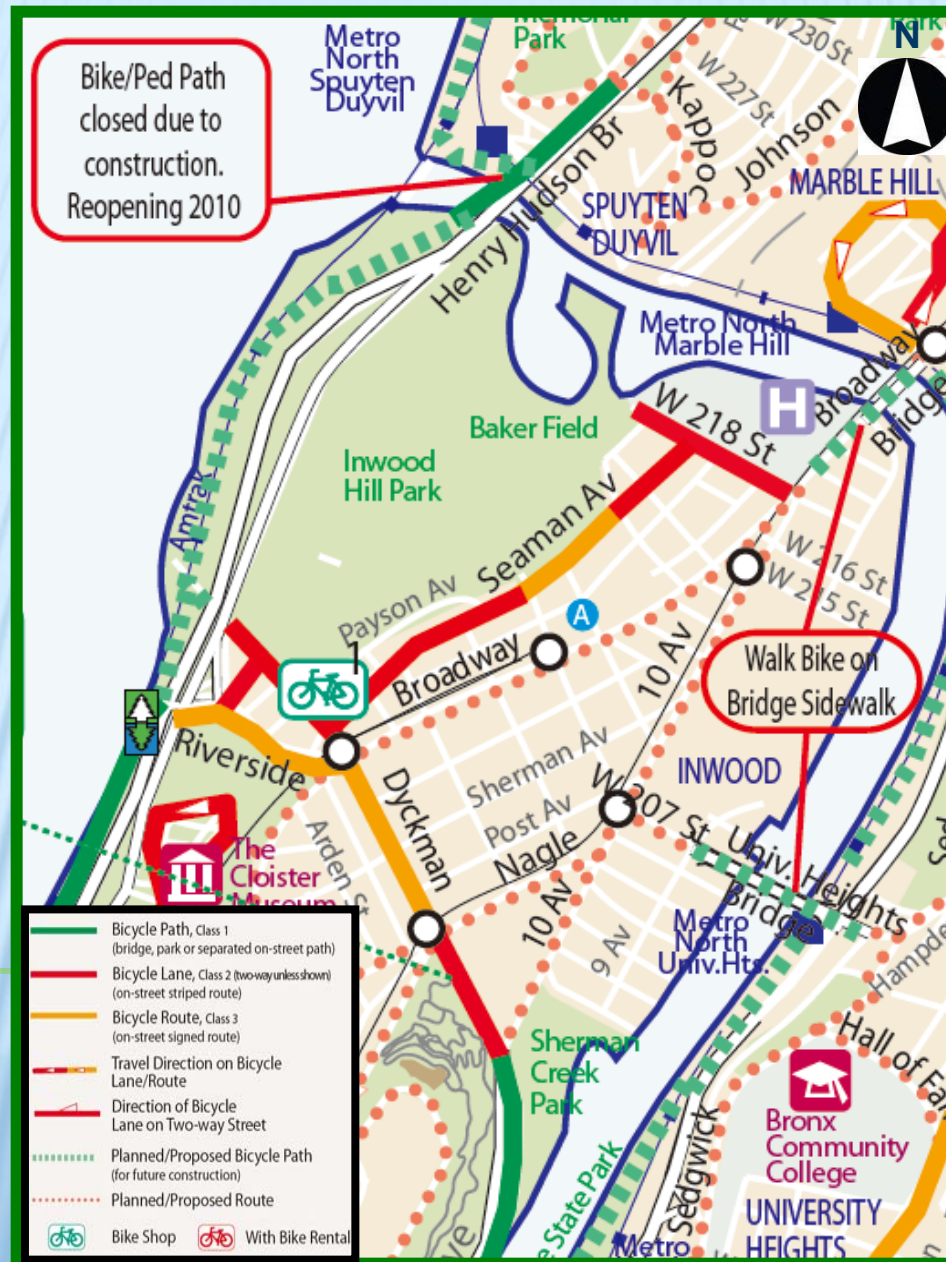 Memorial
Park
W 230 St
Park
N
Metro
North
Spuyten
Duyvil
Bike/Ped Path
closed due to
construction.
Reopening 2010
W 227 St
Kappoc
Johnson
MARBLE HILL
Henry Hudson Br
SPUYTEN
DUYVIL
Metro North
Marble Hill
Broadway
Bridge
H
W 218 St
Baker Field
Inwood
Hill Park
Amtrak
Seaman Av
W 216 St
W 215 St
Payson Av
A
1
Broadway
10 Av
Walk Bike on
Bridge Sidewalk
Riverside
Dyckman
Sherman Av
INWOOD
Post Av
W 207 St
Nagle
Univ. Heights
Bridge
Arden St
The
Cloister
Museum
10 Av
9 Av
Metro
North
Univ.Hts.
Hampde
Bicycle Path, Class 1
(bridge, park or separated on-street path)
Bicycle Lane, Class 2 (two-way unless shown)
(on-street striped route)
Bicycle Route, Class 3
(on-street signed route)
Travel Direction on Bicycle
Lane/Route
Direction of Bicycle
Lane on Two-way Street
Planned/Proposed Bicycle Path
(for future construction)
Planned/Proposed Route
Bike Shop
With Bike Rental
Sherman
Creek
Park
Hall of Fa
Bronx
Community
College
Sedgwick
e State Park
UNIVERSITY
HEIGHTS
Metro
ve